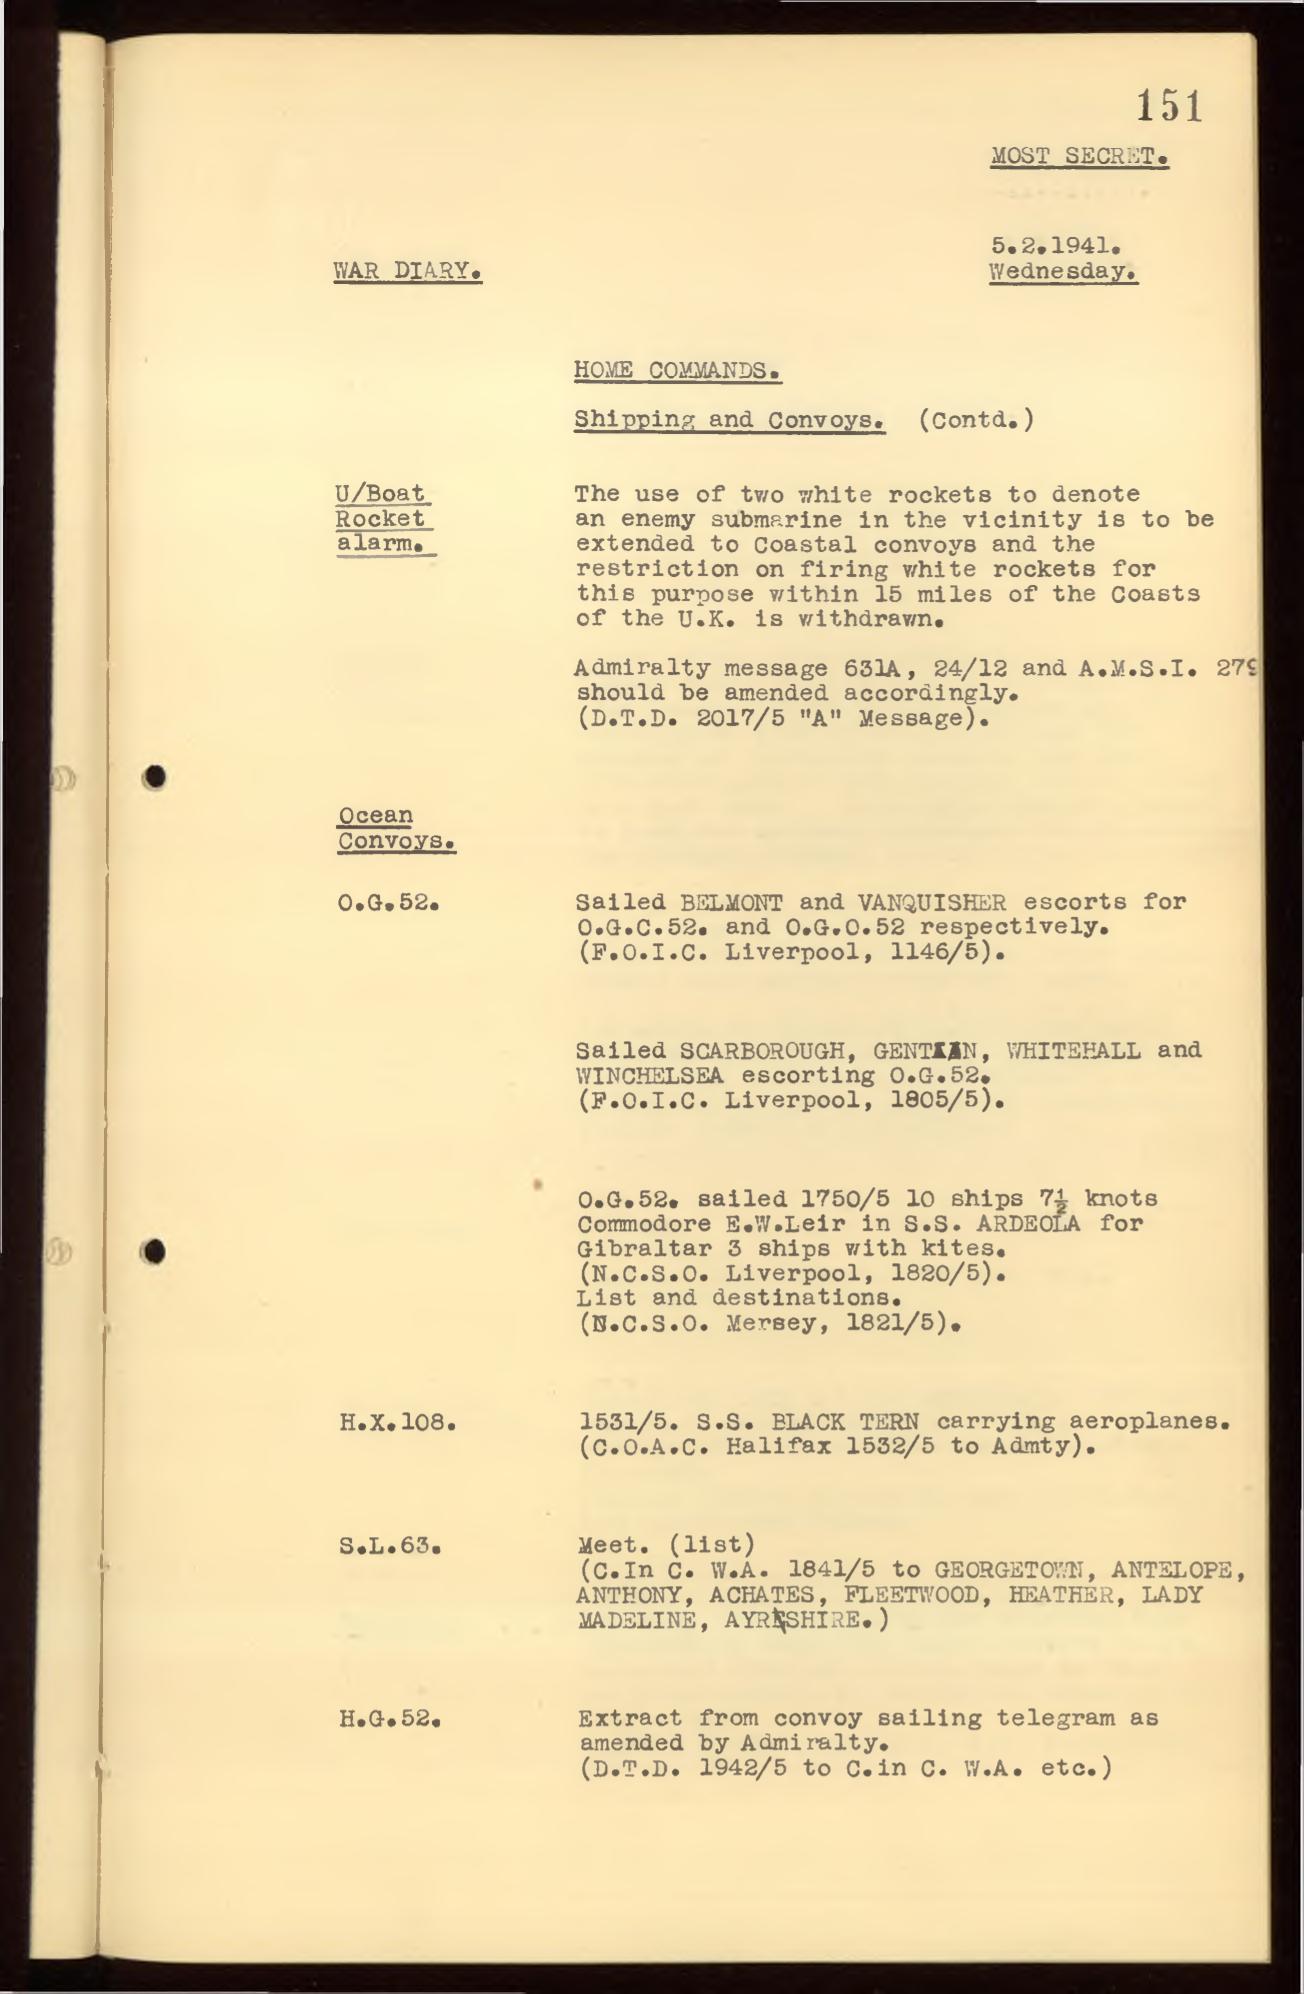 151
MOST SECRET.
5.2.1941.
WAR DIARY.
Wednesday.
HOME COMMANDS.
Shipping and Convoys. (Contd.)
U/Boat
Rocket
alarm.
The use of two white rockets to denote
an enemy submarine in the vicinity is to be
extended to Coastal convoys and the
restriction on firing white rockets for
this purpose within 15 miles of the Coasts
of the U.K. is withdrawn.
Admiralty message 631A, 24/12 and A.M.S.I. 279
should be amended accordingly.
(D.T.D. 2017/5 "A" Message).
Ocean
Convoys.
O.G.52.
Sailed BELMONT and VANQUISHER escorts for
O.G.C.52. and O.G.O.52 respectively.
(F.O.I.C. Liverpool, 1146/5).
Sailed SCARBOROUGH, GENTIAN, WHITEHALL and
WINCHELSEA escorting O.G.52.
(F.O.I.C. Liverpool, 1805/5).
O.G.52. sailed 1750/5 10 ships 7½ knots
Commodore E.W.Leir in S.S. ARDEOLA for
Gibraltar 3 ships with kites.
(N.C.S.O. Liverpool, 1820/5).
List and destinations.
(N.C.S.O. Mersey, 1821/5).
H.X.108.
1531/5. S.S. BLACK TERN carrying aeroplanes.
(C.O.A.C. Halifax 1532/5 to Admty).
S.L.63.
Meet. (list)
(C.In C. W.A. 1841/5 to GEORGETOWN, ANTELOPE,
ANTHONY, ACHATES, FLEETWOOD, HEATHER, LADY
MADELINE, AYRSHIRE.)
H.G.52.
Extract from convoy sailing telegram as
amended by Admiralty.
(D.T.D. 1942/5 to C.in C. W.A. etc.)